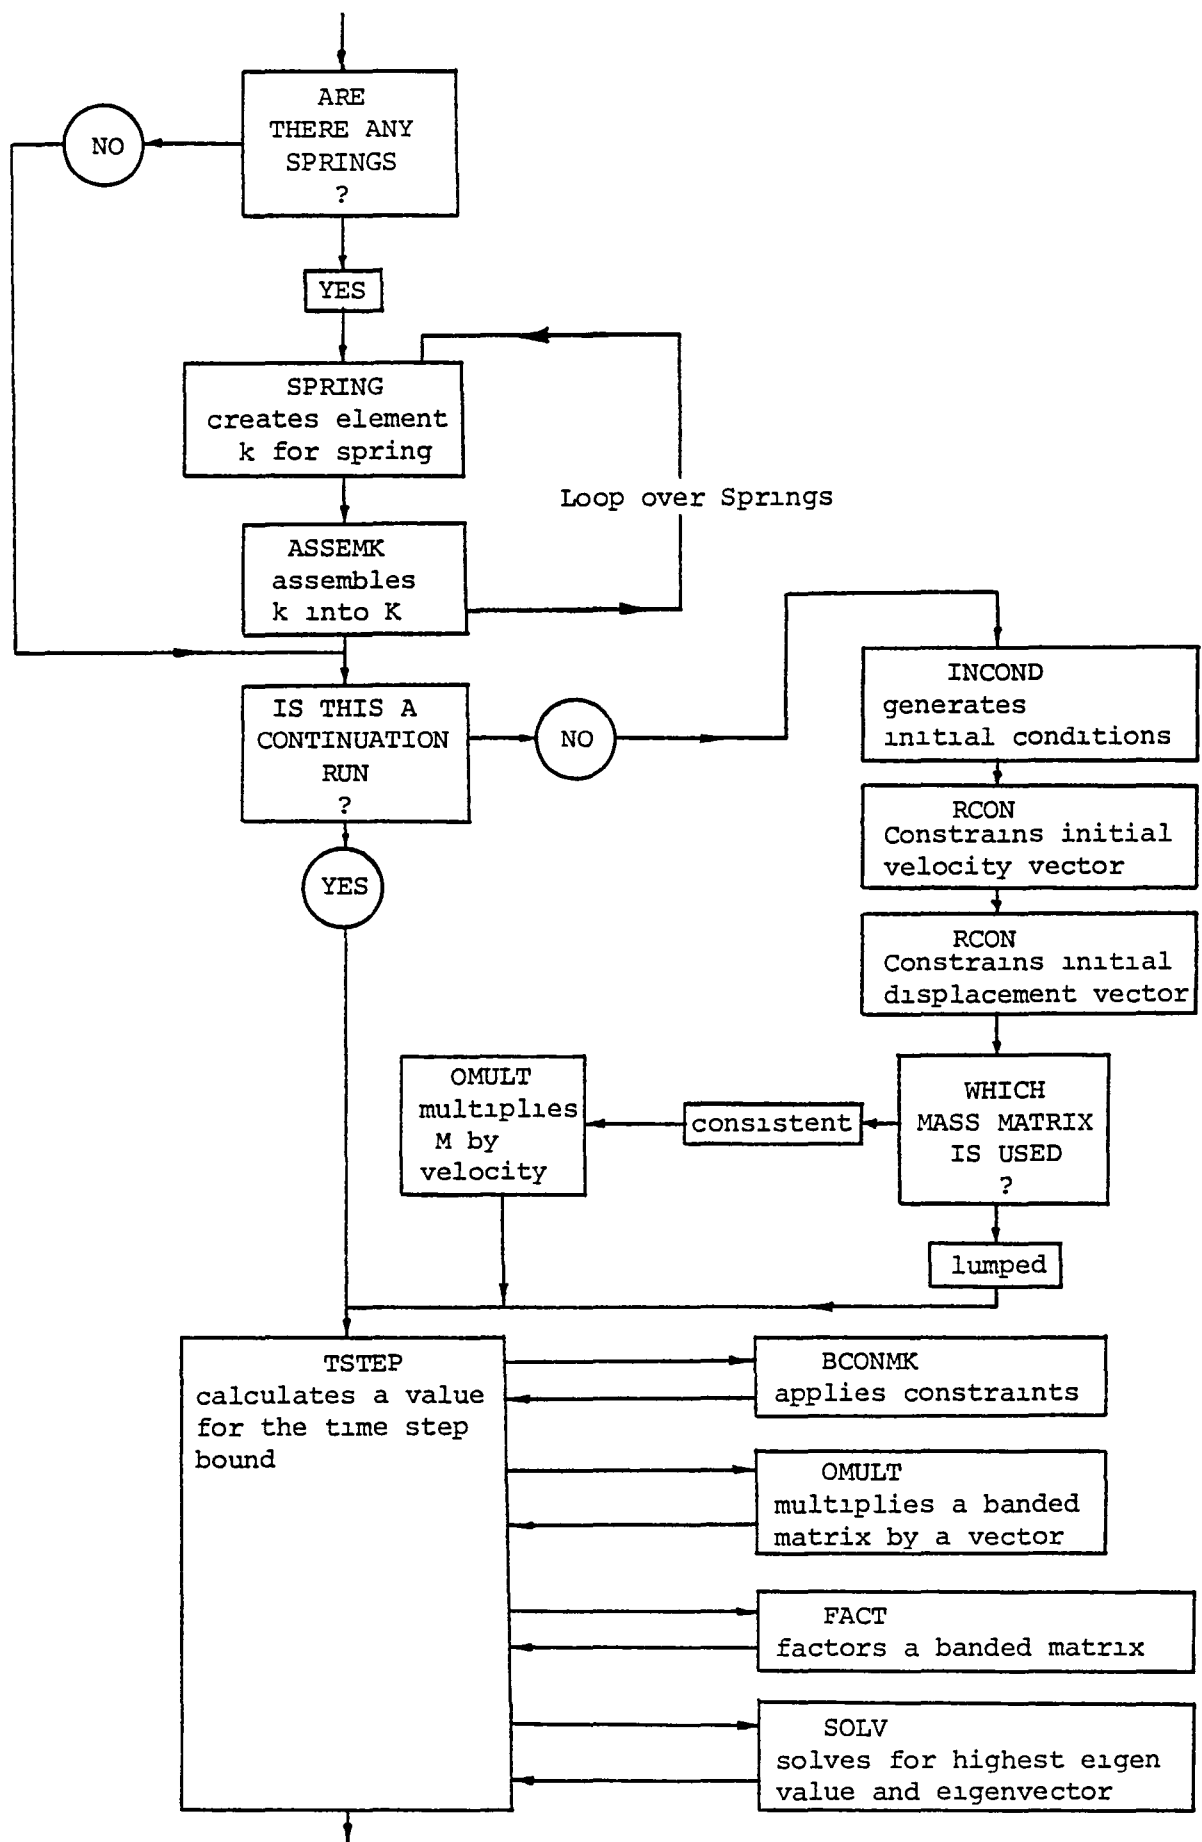 ARE
THERE ANY
SPRINGS
?
NO
YES
SPRING
creates element
k for spring
Loop over Springs
ASSEMK
assembles
k into K
IS THIS A
CONTINUATION
RUN
?
NO
YES
INCOND
generates
initial conditions
RCON
Constrains initial
velocity vector
RCON
Constrains initial
displacement vector
WHICH
MASS MATRIX
IS USED
?
consistent
OMULT
multiplies
M by
velocity
lumped
TSTEP
calculates a value
for the time step
bound
BCONMK
applies constraints
OMULT
multiplies a banded
matrix by a vector
FACT
factors a banded matrix
SOLV
solves for highest eigen
value and eigenvector